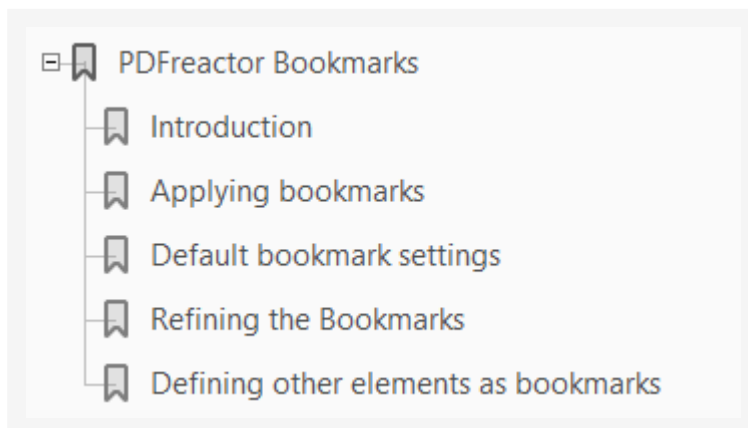 PDFreactor Bookmarks
Introduction
Applying bookmarks
Default bookmark settings
Refining the Bookmarks
Defining other elements as bookmarks